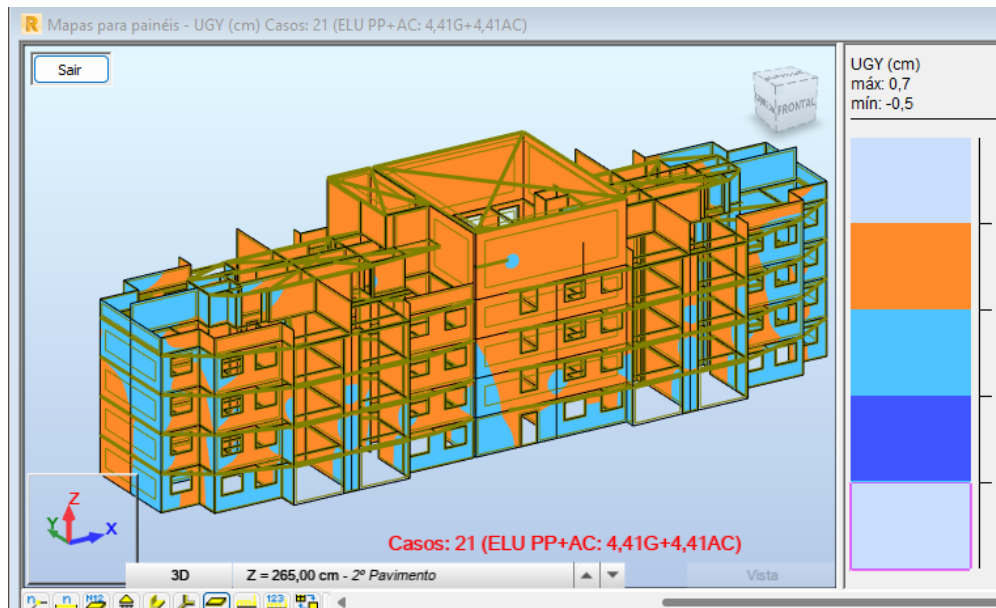 Mapas para painéis - UGY (cm) Casos: 21 (ELU PP+AC: 4,41G+4,41AC)
Sair
FRONTAL
UGY (cm)
máx: 0,7
mín: -0,5
Z
Y
X
Casos: 21 (ELU PP+AC: 4,41G+4,41AC)
3D
Z = 265,00 cm - 2º Pavimento
Vista
n
n
N12
123